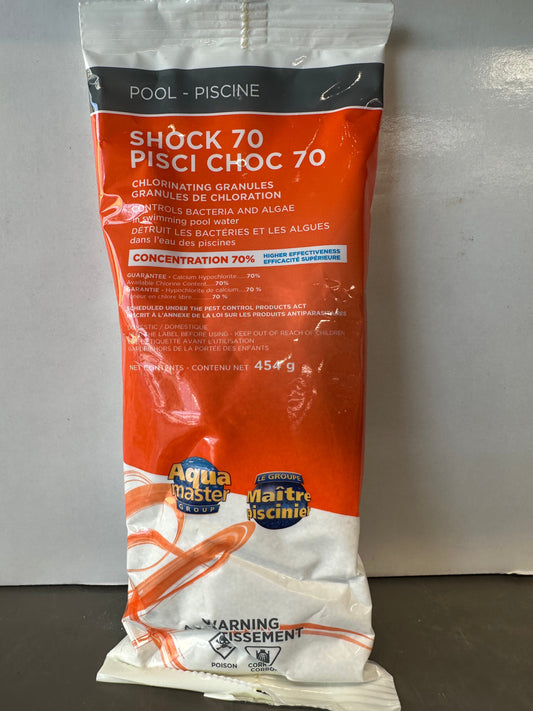 POOL - PISCINE
SHOCK 70
PISCI CHOC 70
CHLORINATING GRANULES
GRANULES DE CHLORATION
CONTROLS BACTERIA AND ALGAE
in swimming pool water
DÉTRUIT LES BACTÉRIES ET LES ALGUES
dans l'eau des piscines
CONCENTRATION 70% HIGHER EFFECTIVENESS
EFFICACITÉ SUPÉRIEURE
GUARANTEE - Calcium Hypochlorite.....70%
Available Chlorine Content.....70%
GARANTIE - Hypochlorite de calcium.....70 %
en chlore libre..........70 %
SCHEDULED UNDER THE PEST CONTROL PRODUCTS ACT
INSCRIT À L'ANNEXE DE LA LOI SUR LES PRODUITS ANTIPARASITAIRES
DOMESTIC / DOMESTIQUE
THE LABEL BEFORE USING - KEEP OUT OF REACH OF CHILDREN
AVANT L'UTILISATION
HORS DE LA PORTÉE DES ENFANTS
NET CONTENTS - CONTENU NET 454 g
Aqua
master
GROUP
LE GROUPE
Maître
piscinier
WARNING
POISON